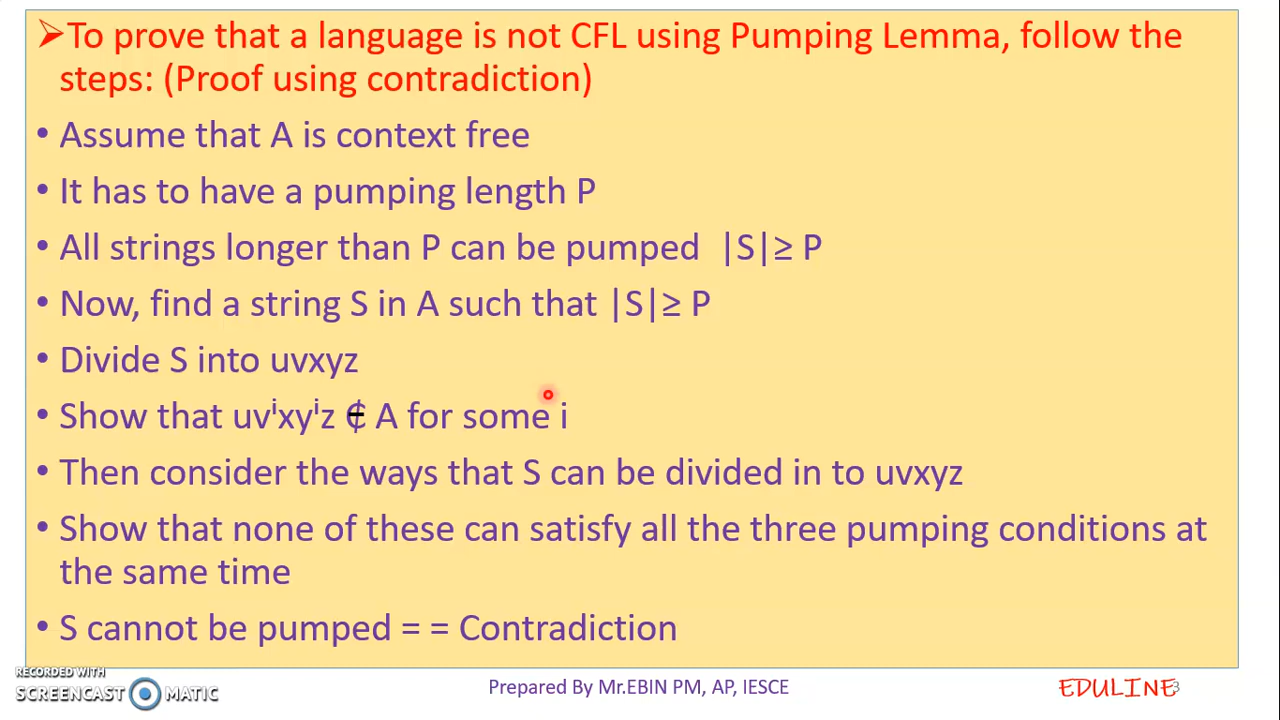 ➢To prove that a language is not CFL using Pumping Lemma, follow the
steps: (Proof using contradiction)
• Assume that A is context free
• It has to have a pumping length P
• All strings longer than P can be pumped |S|≥ P
• Now, find a string S in A such that |S|≥ P
• Divide S into uvxyz
• Show that uvⁱxyⁱz ∉ A for some i
• Then consider the ways that S can be divided in to uvxyz
• Show that none of these can satisfy all the three pumping conditions at
the same time
• S cannot be pumped = = Contradiction
RECORDED WITH
SCREENCAST MATIC
Prepared By Mr.EBIN PM, AP, IESCE
EDULINE
3